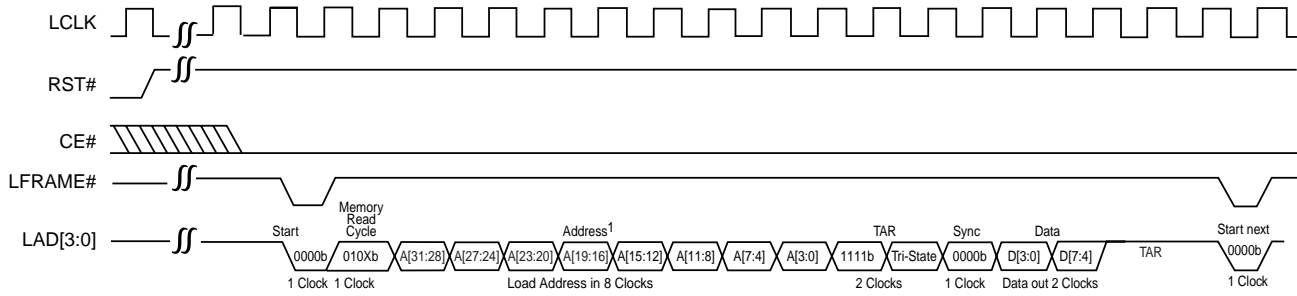 LCLK
RST#
CE#
LFRAME#
LAD[3:0]
Start
Memory
Read
Cycle
Address1
TAR
Sync
Data
Start next
0000b
010Xb
A[31:28]
A[27:24]
A[23:20]
A[19:16]
A[15:12]
A[11:8]
A[7:4]
A[3:0]
1111b
Tri-State
0000b
D[3:0]
D[7:4]
TAR
0000b
1 Clock
1 Clock
Load Address in 8 Clocks
2 Clocks
1 Clock
Data out 2 Clocks
1 Clock